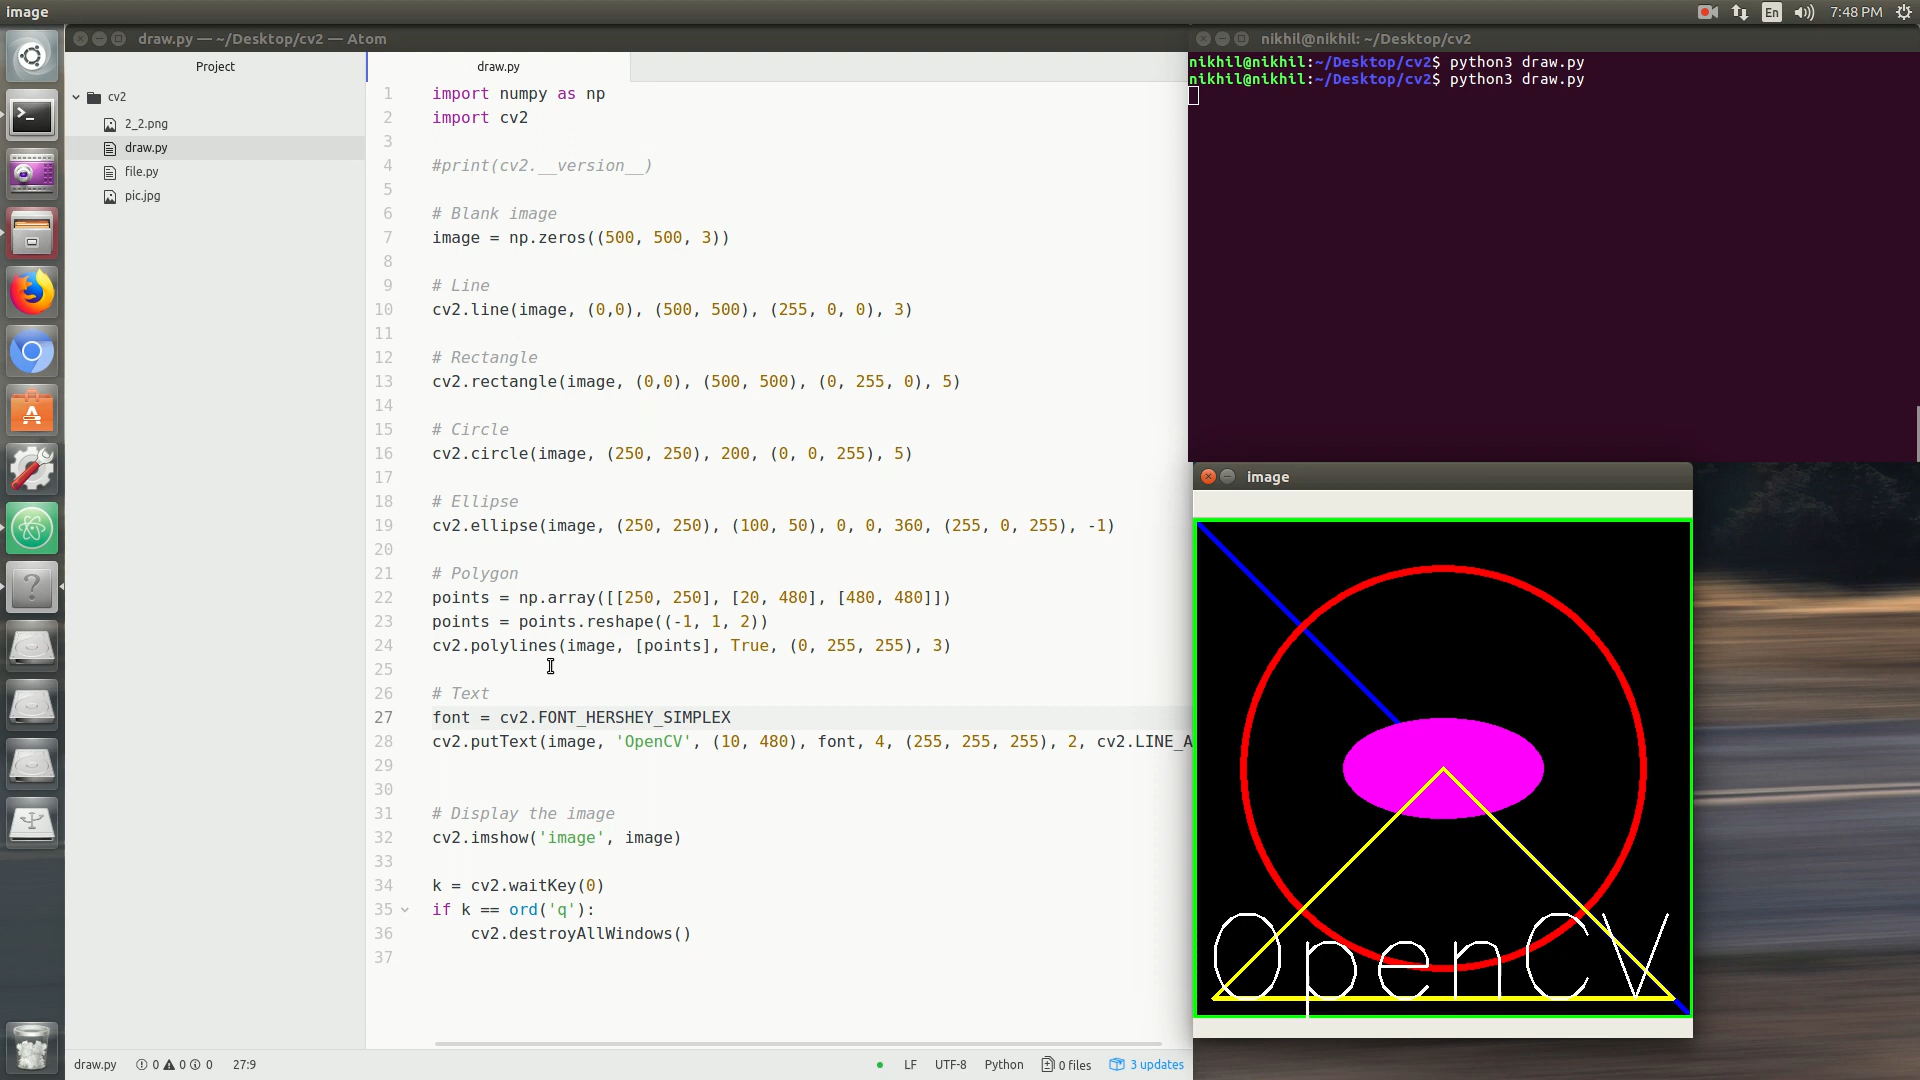 image
En
7:48 PM
draw.py — ~/Desktop/cv2 — Atom
nikhil@nikhil: ~/Desktop/cv2
Project
draw.py
cv2
2_2.png
draw.py
file.py
pic.jpg
1 import numpy as np
2 import cv2
3
4 #print(cv2.__version__)
5
6 # Blank image
7 image = np.zeros((500, 500, 3))
8
9 # Line
10 cv2.line(image, (0,0), (500, 500), (255, 0, 0), 3)
11
12 # Rectangle
13 cv2.rectangle(image, (0,0), (500, 500), (0, 255, 0), 5)
14
15 # Circle
16 cv2.circle(image, (250, 250), 200, (0, 0, 255), 5)
17
18 # Ellipse
19 cv2.ellipse(image, (250, 250), (100, 50), 0, 0, 360, (255, 0, 255), -1)
20
21 # Polygon
22 points = np.array([[250, 250], [20, 480], [480, 480]])
23 points = points.reshape((-1, 1, 2))
24 cv2.polylines(image, [points], True, (0, 255, 255), 3)
25
26 # Text
27 font = cv2.FONT_HERSHEY_SIMPLEX
28 cv2.putText(image, 'OpenCV', (10, 480), font, 4, (255, 255, 255), 2, cv2.LINE_A
29
30
31 # Display the image
32 cv2.imshow('image', image)
33
34 k = cv2.waitKey(0)
35 if k == ord('q'):
36 cv2.destroyAllWindows()
37
nikhil@nikhil:~/Desktop/cv2$ python3 draw.py
nikhil@nikhil:~/Desktop/cv2$ python3 draw.py
image
OpenCV
draw.py 0 0 0 27:9 LF UTF-8 Python 0 files 3 updates